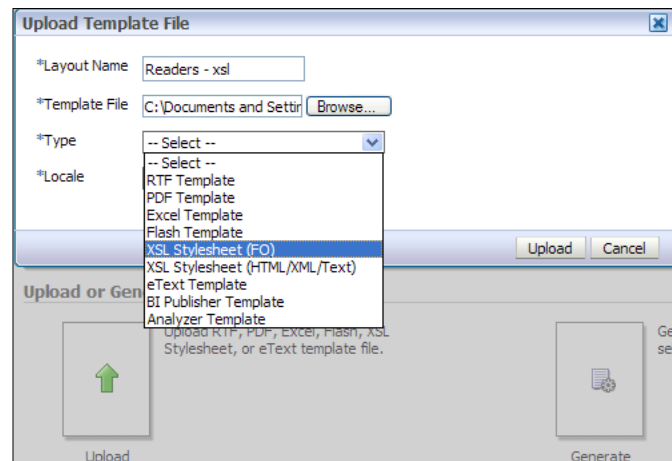 Upload Template File
*Layout Name Readers - xsl
*Template File C:\Documents and Settin Browse...
*Type -- Select --
-- Select --
*Locale RTF Template
PDF Template
Excel Template
Flash Template
XSL Stylesheet (FO)
XSL Stylesheet (HTML/XML/Text)
eText Template
BI Publisher Template
Analyzer Template
Upload Cancel
Upload or Gen
Upload RTF, PDF, Excel, Flash, XSL
Stylesheet, or eText template file.
Ge
se
Upload Generate